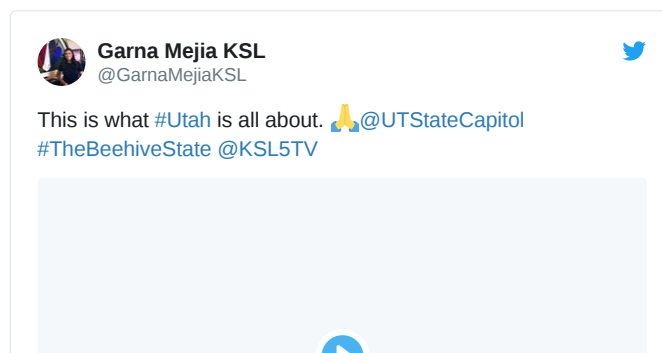 Garna Mejia KSL
@GarnaMejiaKSL
This is what #Utah is all about. 🙏@UTStateCapitol
#TheBeehiveState @KSL5TV